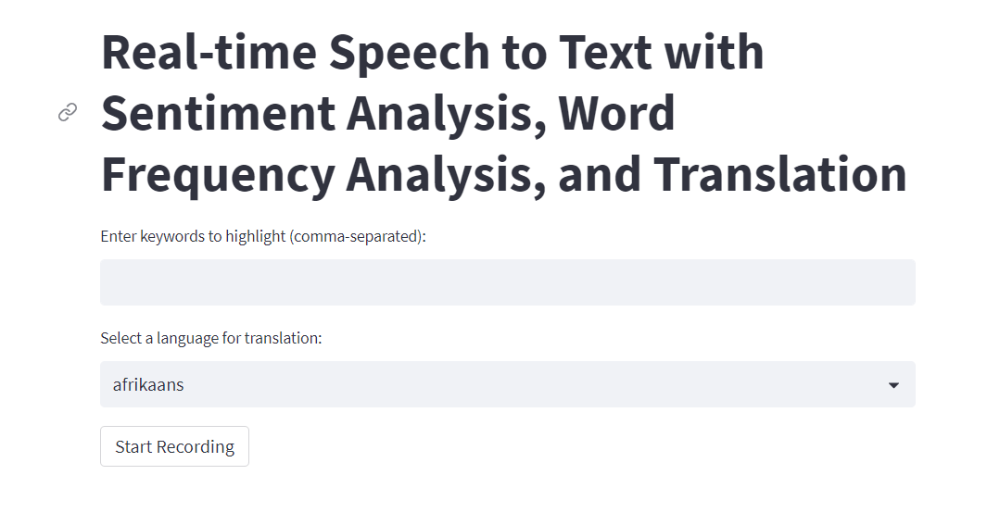 Real-time Speech to Text with
Sentiment Analysis, Word
Frequency Analysis, and Translation
Enter keywords to highlight (comma-separated):
Select a language for translation:
afrikaans
Start Recording